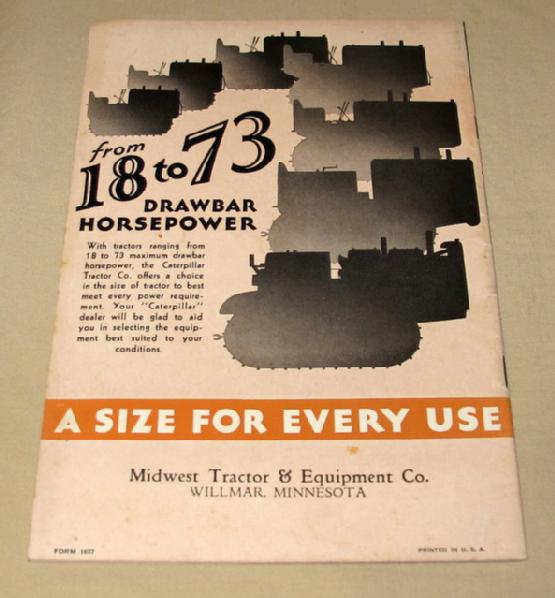 from
18 to 73
DRAWBAR
HORSEPOWER
With tractors ranging from
18 to 73 maximum drawbar
horsepower, the Caterpillar
Tractor Co. offers a choice
in the size of tractor to best
meet every power require-
ment. Your "Caterpillar"
dealer will be glad to aid
you in selecting the equip-
ment best suited to your
conditions.
A SIZE FOR EVERY USE
Midwest Tractor & Equipment Co.
WILLMAR, MINNESOTA
FORM 1657
PRINTED IN U. S. A.